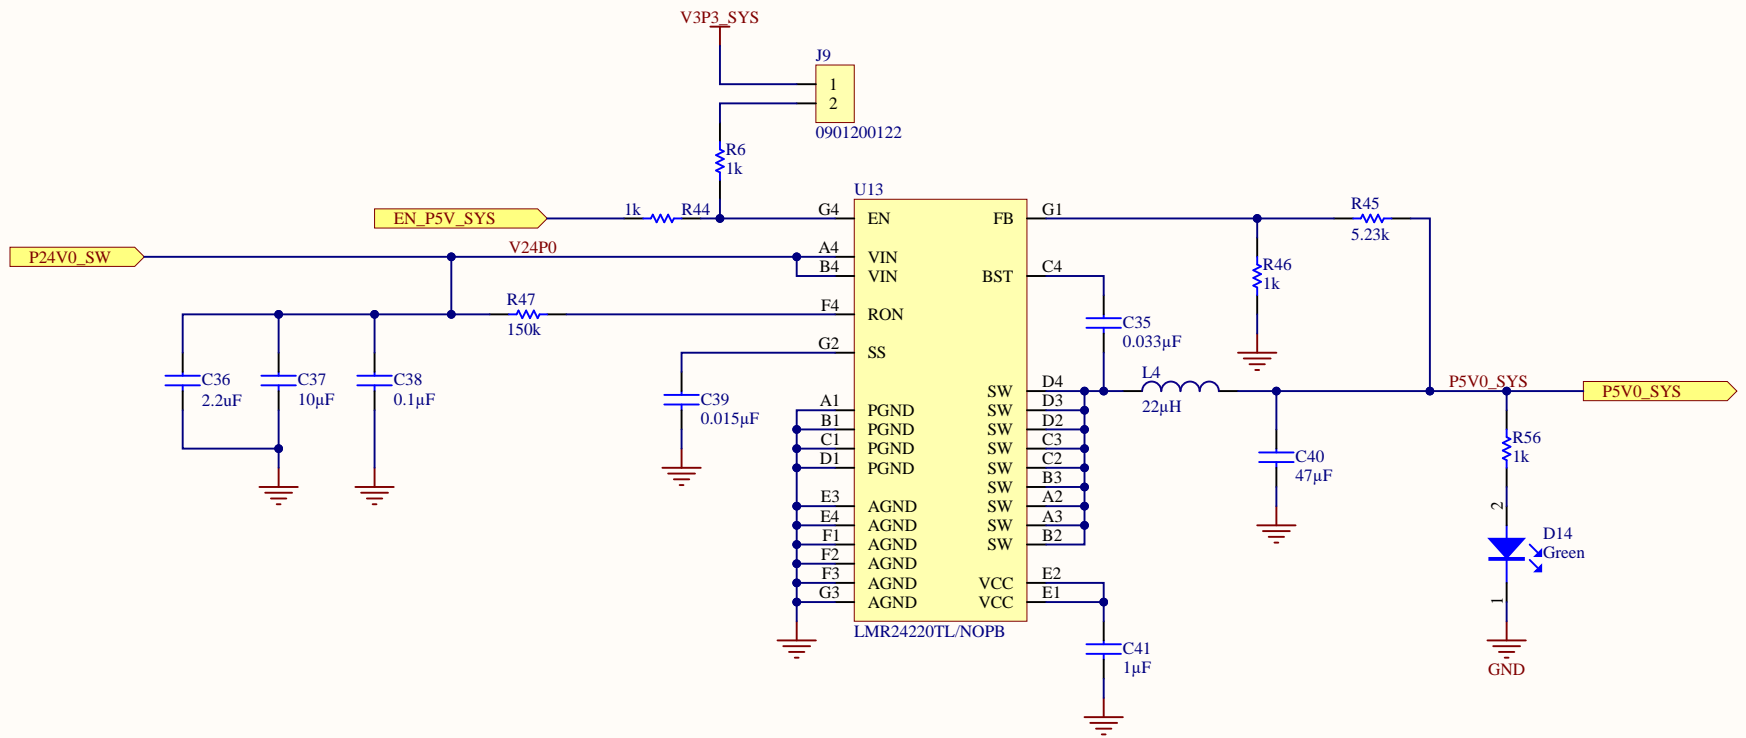 V3P3_SYS
J9
1
2
0901200122
R6
1k
U13
EN_P5V_SYS
1k
R44
G4
EN
FB
G1
R45
5.23k
P24V0_SW
V24P0
A4
VIN
B4
VIN
BST
C4
R46
1k
R47
150k
F4
RON
C35
0.033µF
G2
SS
C36
2.2uF
C37
10µF
C38
0.1µF
C39
0.015µF
L4
22µH
P5V0_SYS
P5V0_SYS
A1
PGND
B1
PGND
C1
PGND
D1
PGND
E3
AGND
E4
AGND
F1
AGND
F2
AGND
F3
AGND
G3
AGND
SW
D4
SW
D3
SW
D2
SW
C3
SW
C2
SW
B3
SW
A2
SW
A3
SW
B2
VCC
E2
VCC
E1
LMR24220TL/NOPB
C40
47µF
R56
1k
2
D14
Green
1
GND
C41
1µF